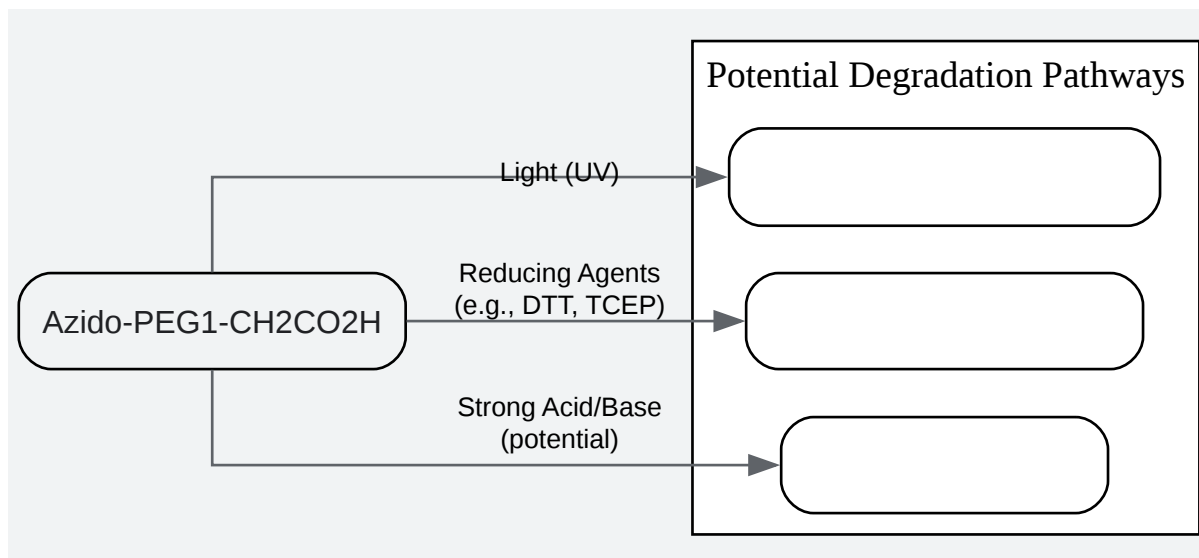 Potential Degradation Pathways
Light (UV)
Reducing Agents
(e.g., DTT, TCEP)
Azido-PEG1-CH2CO2H
Strong Acid/Base
(potential)